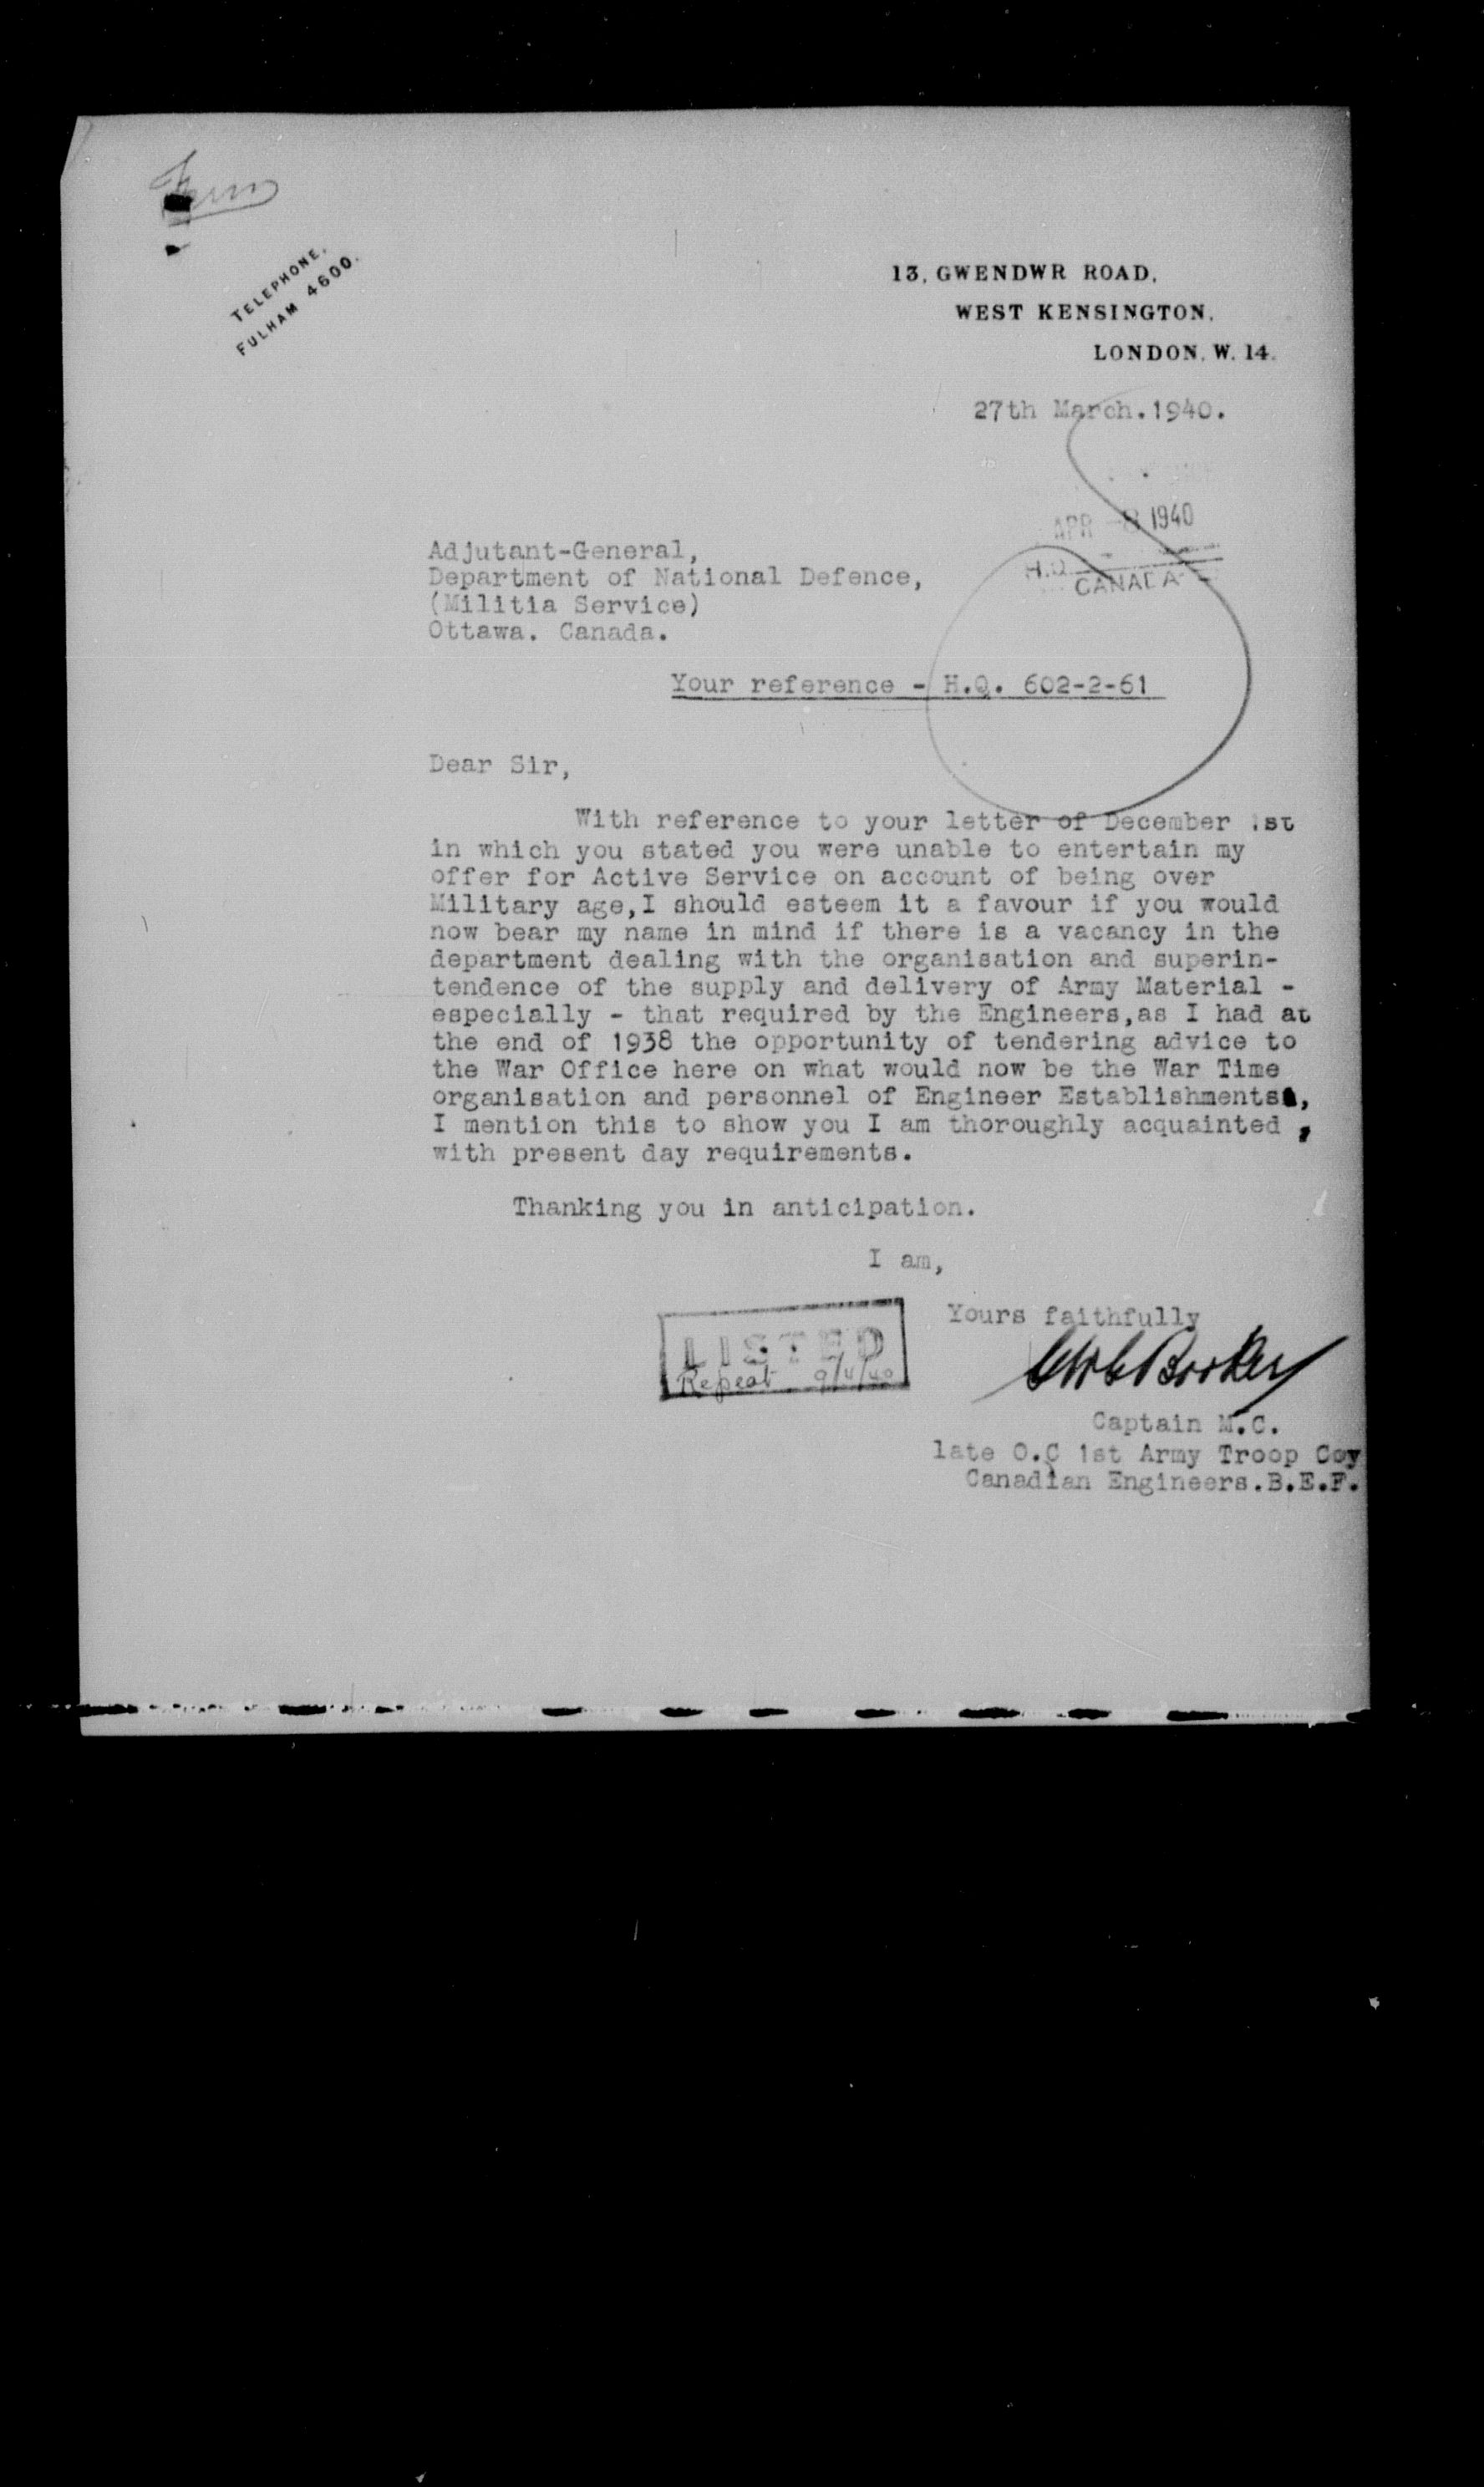 TELEPHONE.
FULHAM 4600.
13, GWENDWR ROAD,
WEST KENSINGTON,
LONDON, W. 14.
27th March.1940.
APR -8 1940
H.Q.
CANADA
Adjutant-General,
Department of National Defence,
(Militia Service)
Ottawa. Canada.
Your reference - H.Q. 602-2-61
Dear Sir,
With reference to your letter of December 1st
in which you stated you were unable to entertain my
offer for Active Service on account of being over
Military age,I should esteem it a favour if you would
now bear my name in mind if there is a vacancy in the
department dealing with the organisation and superin-
tendence of the supply and delivery of Army Material -
especially - that required by the Engineers,as I had at
the end of 1938 the opportunity of tendering advice to
the War Office here on what would now be the War Time
organisation and personnel of Engineer Establishments,
I mention this to show you I am thoroughly acquainted ,
with present day requirements.
Thanking you in anticipation.
I am,
Yours faithfully
LISTED
Repeat 9/4/40
Booker
Captain M.C.
late O.C 1st Army Troop Coy
Canadian Engineers.B.E.F.